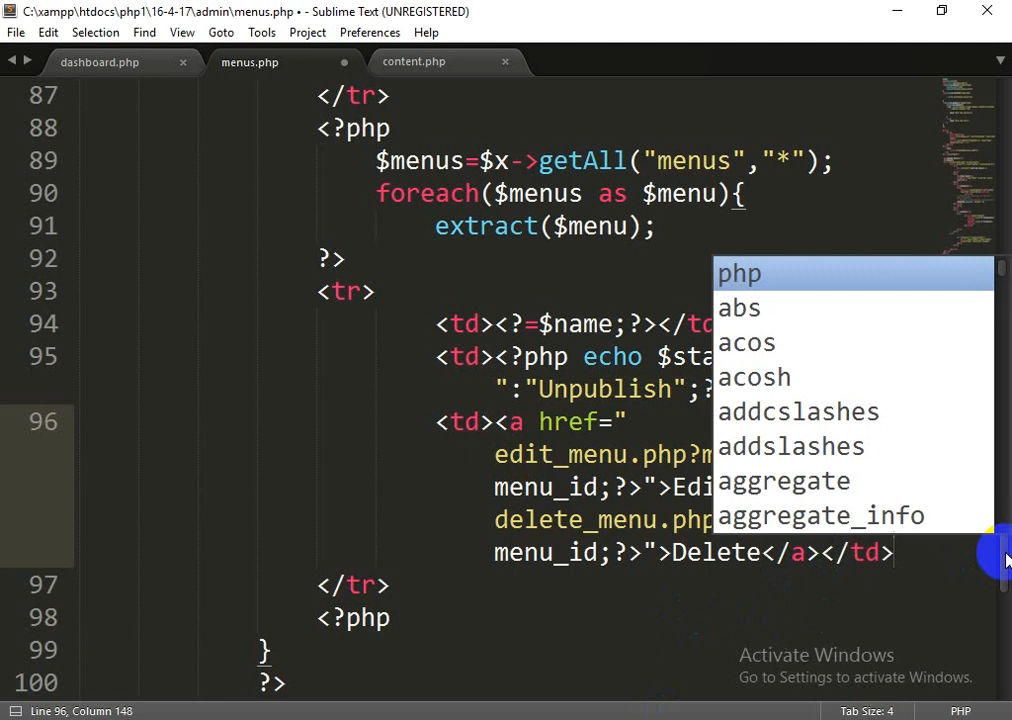 C:\xampp\htdocs\php1\16-4-17\admin\menus.php • - Sublime Text (UNREGISTERED)
File Edit Selection Find View Goto Tools Project Preferences Help
dashboard.php × menus.php content.php ×
87 </tr>
88 <?php
89 $menus=$x->getAll("menus","*");
90 foreach($menus as $menu){
91 extract($menu);
92 ?>
93 <tr>
94 <td><?=$name;?></td
95 <td><?php echo $sta
":"Unpublish";?
96 <td><a href="
edit_menu.php?m
menu_id;?>">Edi
delete_menu.php
menu_id;?>">Delete</a></td>
97 </tr>
98 <?php
99 }
100 ?>
php
abs
acos
acosh
addcslashes
addslashes
aggregate
aggregate_info
Activate Windows
Go to Settings to activate Windows.
Line 96, Column 148 Tab Size: 4 PHP